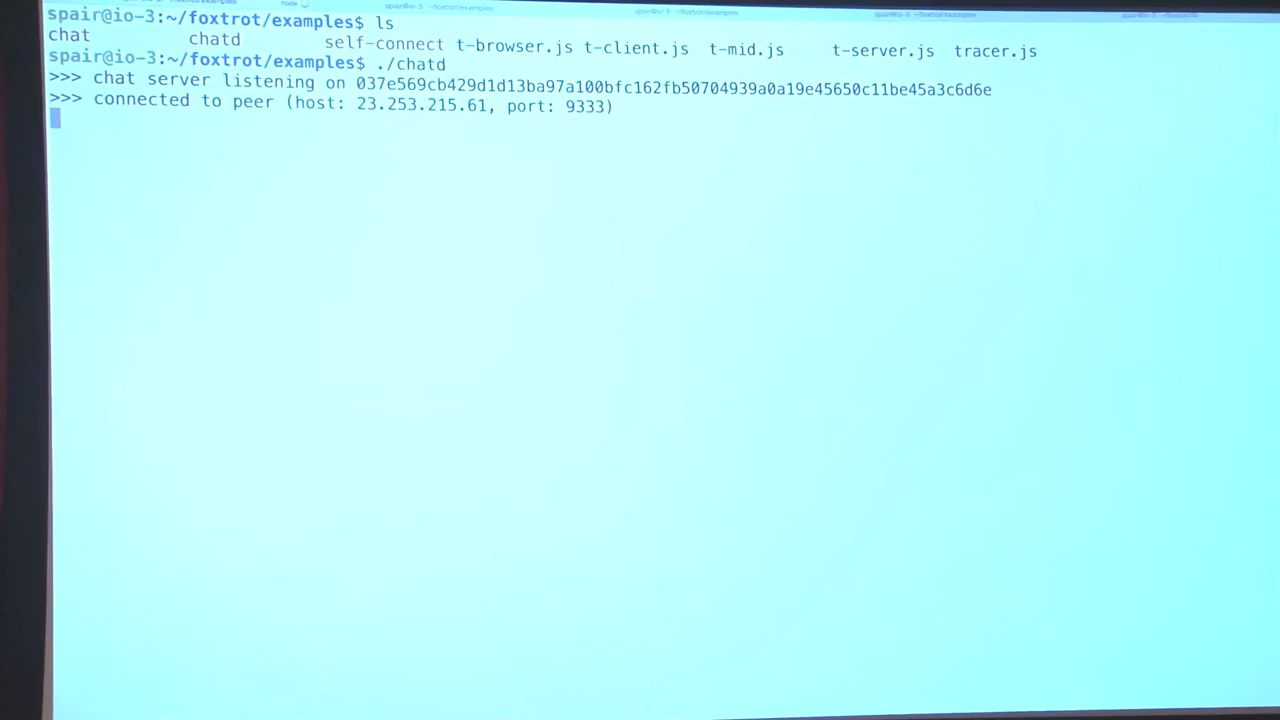 spair@io-3:~/foxtrot/examples$ ls
chat chatd self-connect t-browser.js t-client.js t-mid.js t-server.js tracer.js
spair@io-3:~/foxtrot/examples$ ./chatd
>>> chat server listening on 037e569cb429d1d13ba97a100bfc162fb50704939a0a19e45650c11be45a3c6d6e
>>> connected to peer (host: 23.253.215.61, port: 9333)